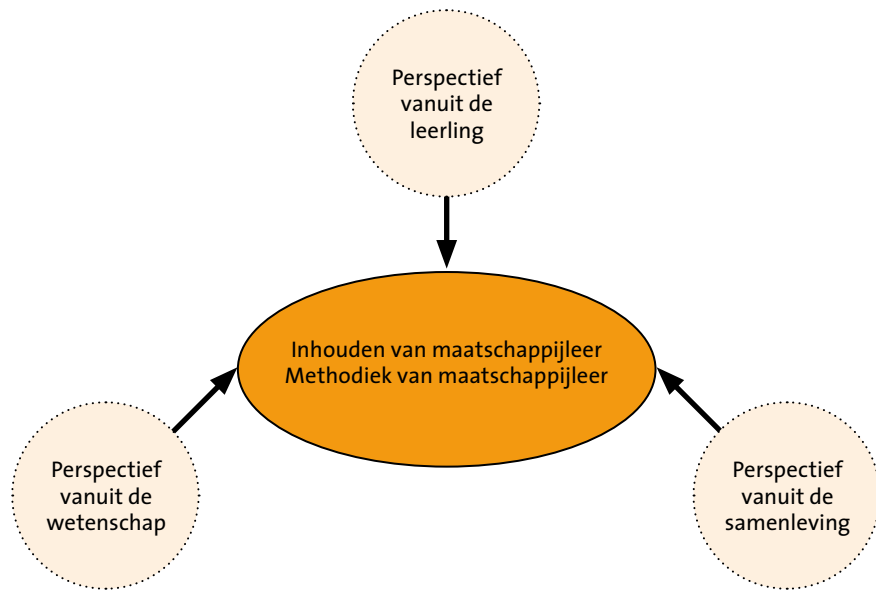 Perspectief
vanuit de
leerling
Inhouden van maatschappijleer
Methodiek van maatschappijleer
Perspectief
vanuit de
wetenschap
Perspectief
vanuit de
samenleving